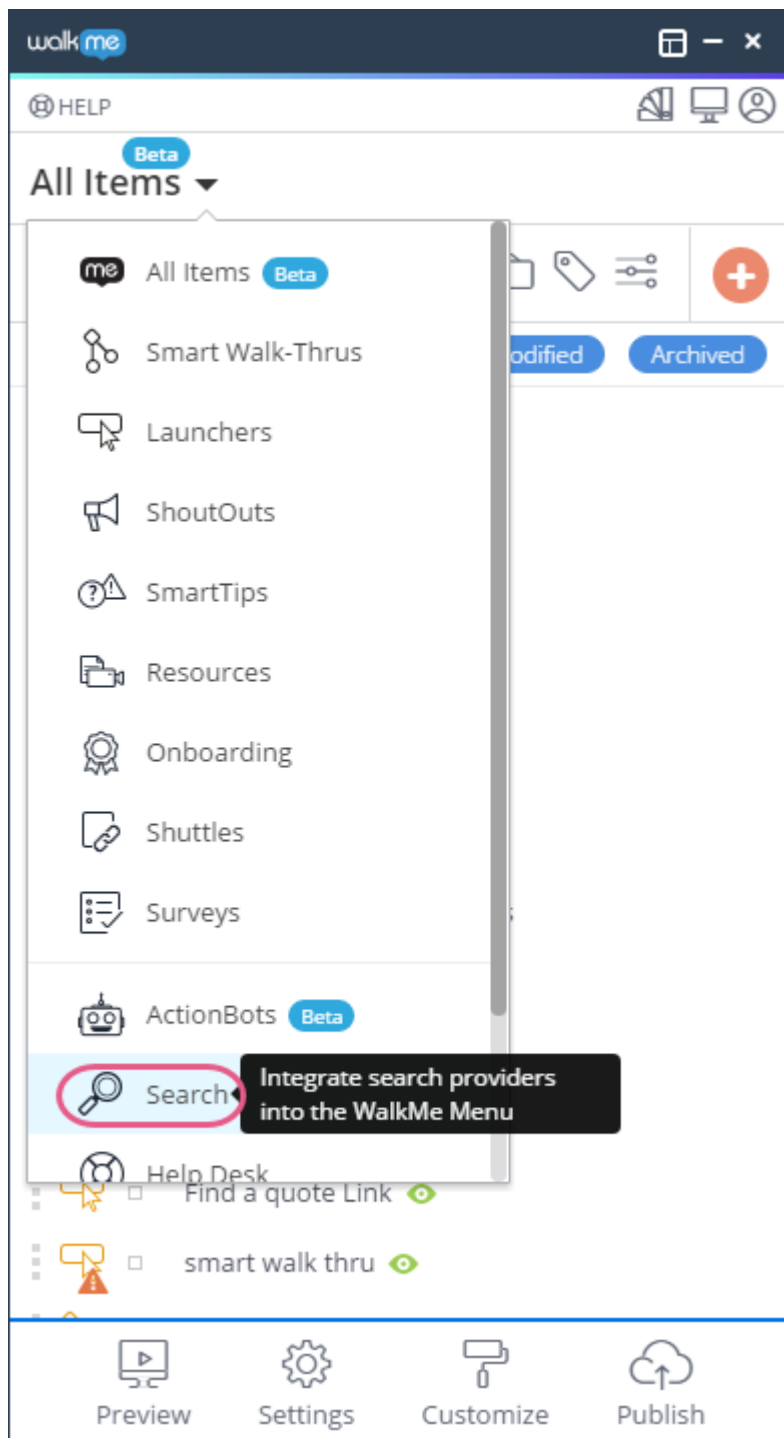 walkme
HELP
Beta
All Items
All Items Beta
Smart Walk-Thrus
odified Archived
Launchers
ShoutOuts
SmartTips
Resources
Onboarding
Shuttles
Surveys
ActionBots Beta
Search
Integrate search providers
into the WalkMe Menu
Help Desk
Find a quote Link
smart walk thru
Preview Settings Customize Publish